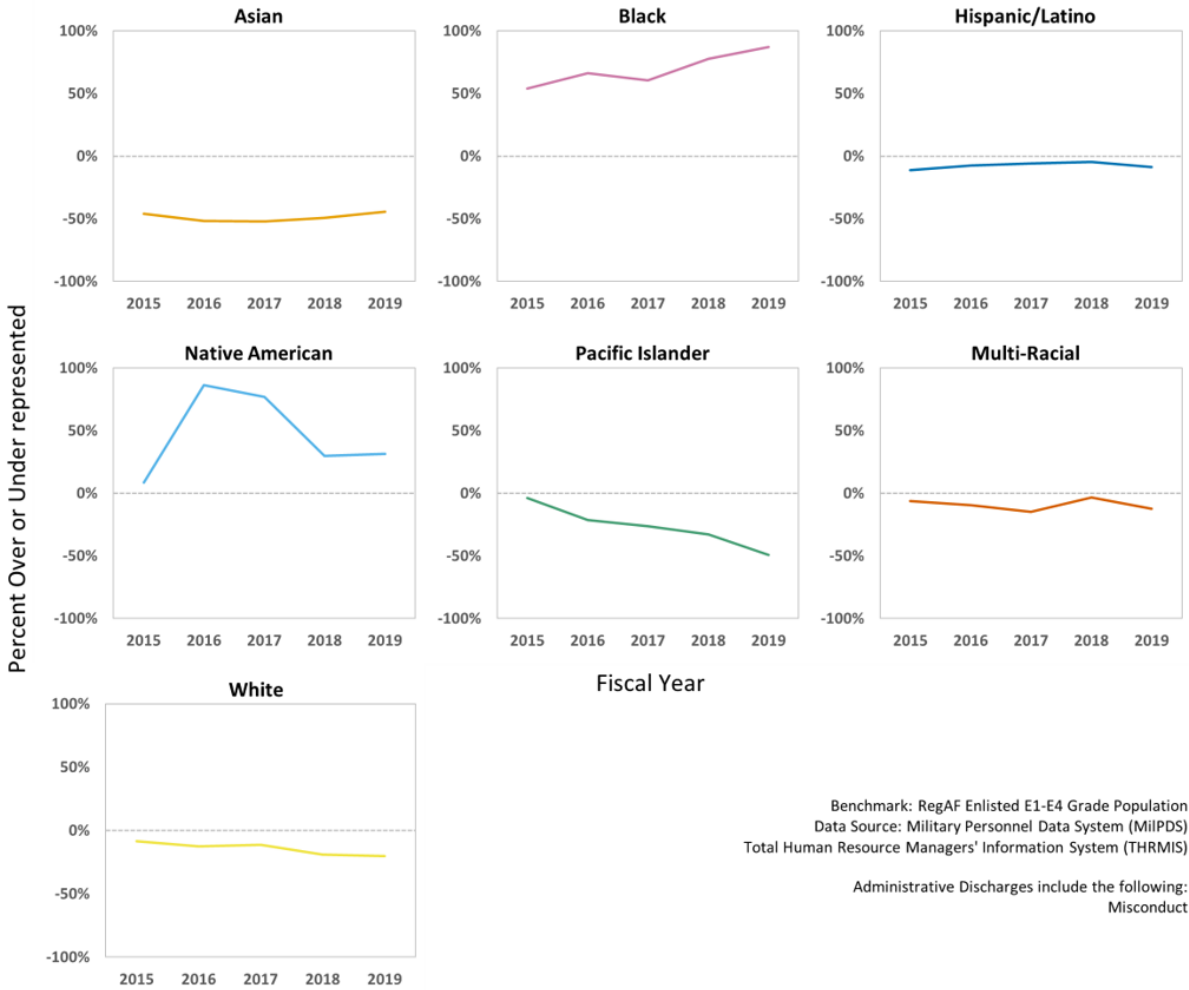 Percent Over or Under represented
Asian
100%
50%
0%
-50%
-100%
2015 2016 2017 2018 2019
Black
100%
50%
0%
-50%
-100%
2015 2016 2017 2018 2019
Hispanic/Latino
100%
50%
0%
-50%
-100%
2015 2016 2017 2018 2019
Native American
100%
50%
0%
-50%
-100%
2015 2016 2017 2018 2019
Pacific Islander
100%
50%
0%
-50%
-100%
2015 2016 2017 2018 2019
Multi-Racial
100%
50%
0%
-50%
-100%
2015 2016 2017 2018 2019
Fiscal Year
White
100%
50%
0%
-50%
-100%
2015 2016 2017 2018 2019
Benchmark: RegAF Enlisted E1-E4 Grade Population
Data Source: Military Personnel Data System (MilPDS)
Total Human Resource Managers' Information System (THRMIS)
Administrative Discharges include the following:
Misconduct